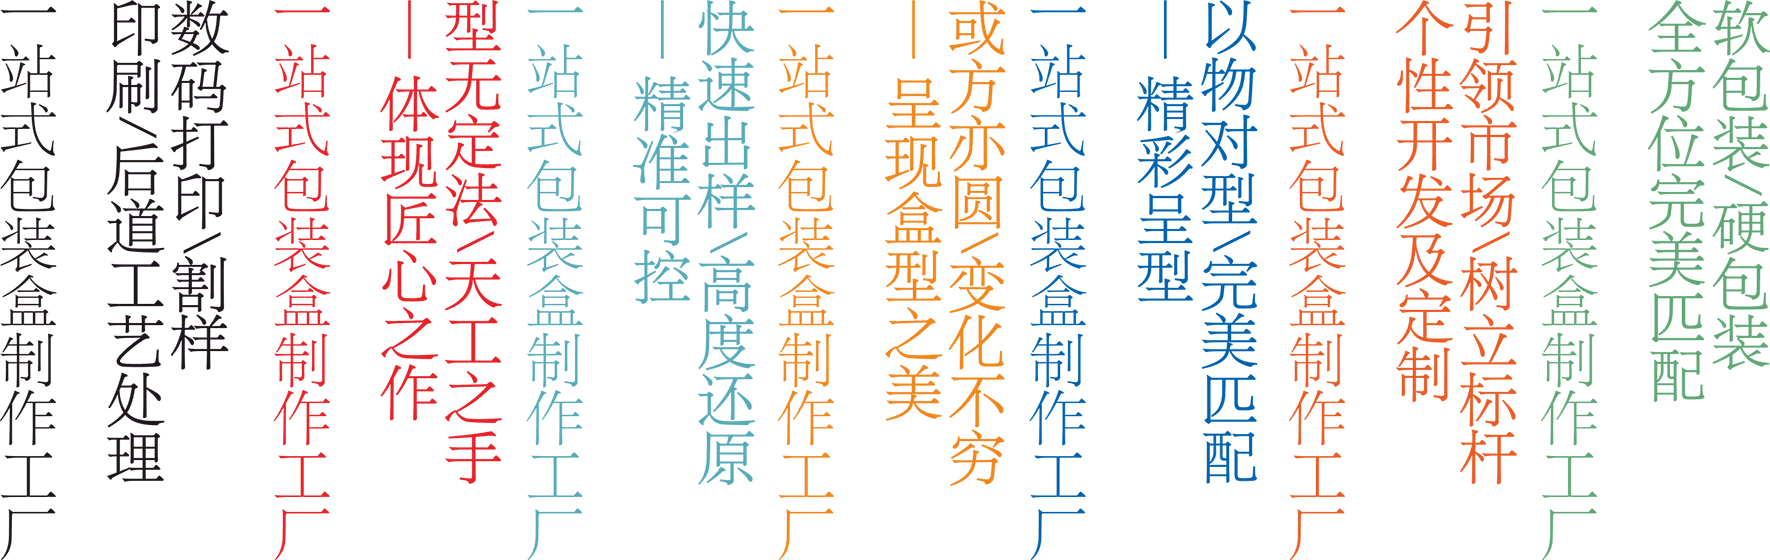 软包装/硬包装
全方位完美匹配
一站式包装盒制作工厂
引领市场/树立标杆
个性开发及定制
一站式包装盒制作工厂
以物对型/完美匹配
—精彩呈型
一站式包装盒制作工厂
或方亦圆/变化不穷
—呈现盒型之美
一站式包装盒制作工厂
快速出样/高度还原
—精准可控
一站式包装盒制作工厂
型无定法/天工之手
—体现匠心之作
一站式包装盒制作工厂
数码打印/割样
印刷/后道工艺处理
一站式包装盒制作工厂